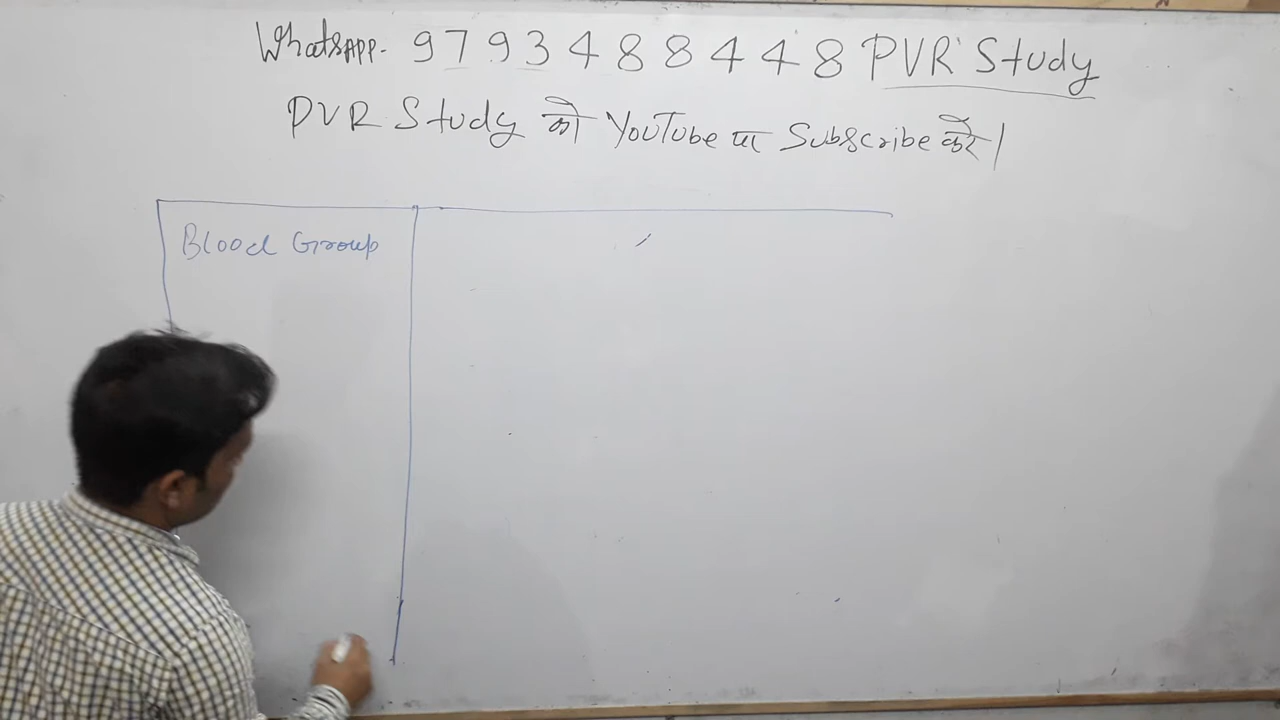 WhatsAPP. 9793488448 PVR Study
PVR Study को YouTube पर Subscribe करें।
Blood Group